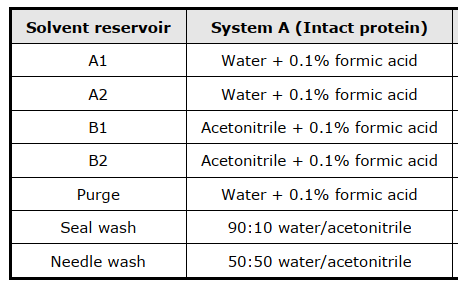 Solvent reservoir System A (Intact protein)
A1 Water + 0.1% formic acid
A2 Water + 0.1% formic acid
B1 Acetonitrile + 0.1% formic acid
B2 Acetonitrile + 0.1% formic acid
Purge Water + 0.1% formic acid
Seal wash 90:10 water/acetonitrile
Needle wash 50:50 water/acetonitrile